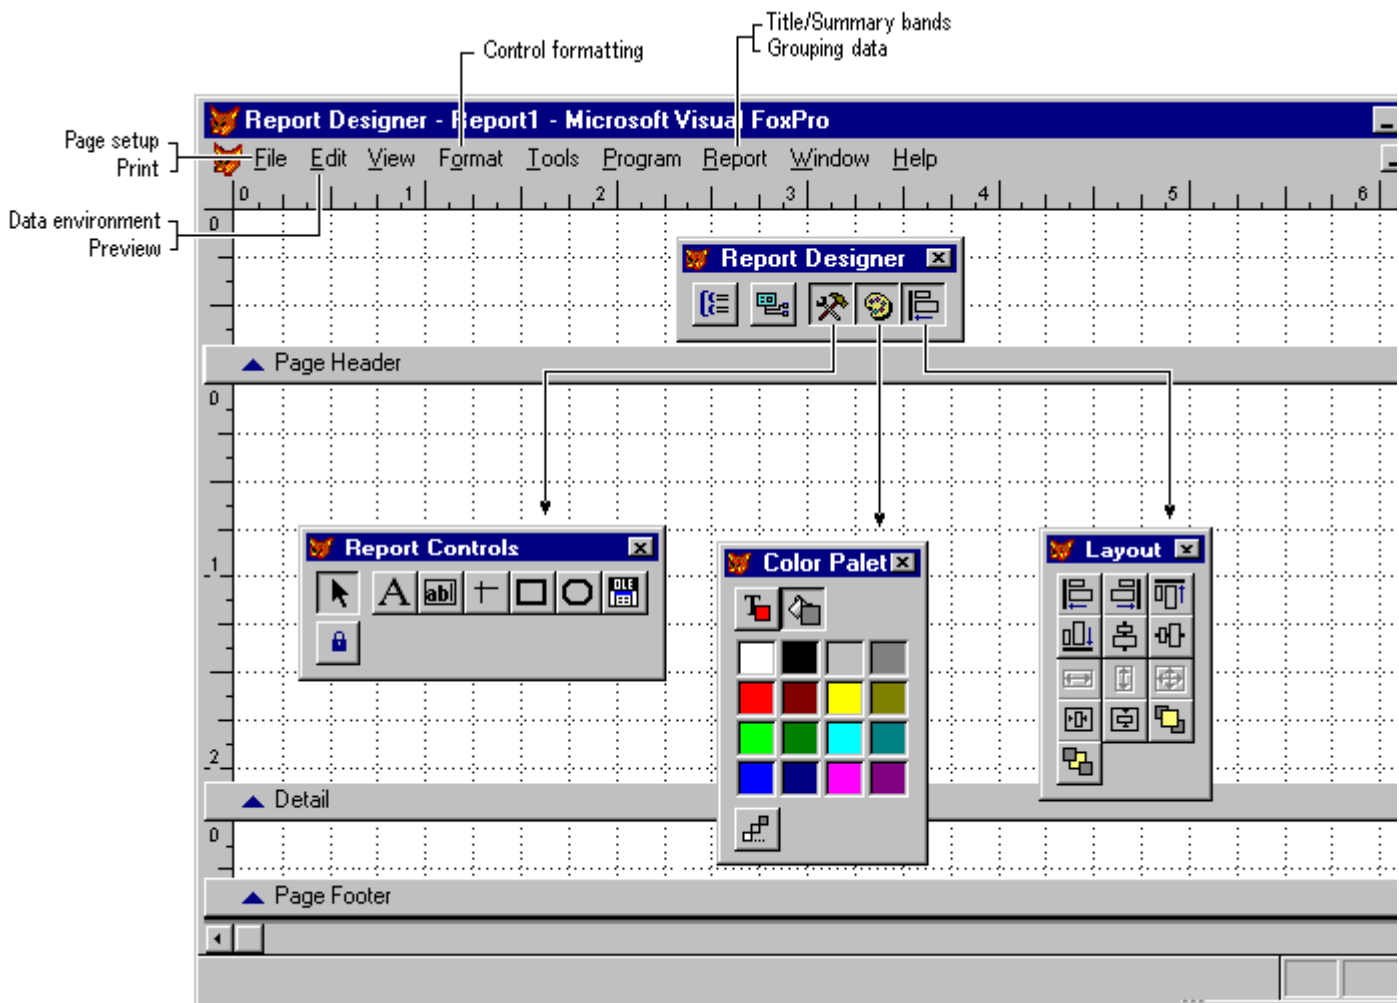 Title/Summary bands
Grouping data
Control formatting
Report Designer - Report1 - Microsoft Visual FoxPro
Page setup
Print
File Edit View Format Tools Program Report Window Help
0 1 2 3 4 5 6
Data environment
Preview
0
Report Designer
Page Header
0
Report Controls
A abl OLE
Color Palet
T
Layout
1
2
Detail
0
Page Footer